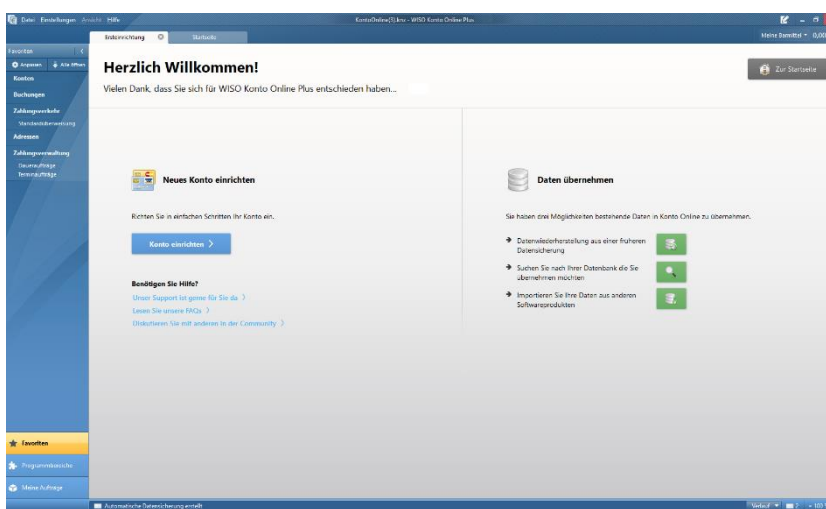 Datei Einstellungen Ansicht Hilfe
KontoOnline(3).knv - WISO Konto Online Plus
Ersteinrichtung Startseite
Meine Barmittel 0,00
Favoriten
Anpassen Alle öffnen
Konten
Buchungen
Zahlungsverkehr
Standardüberweisung
Adressen
Zahlungsverwaltung
Daueraufträge
Terminaufträge
Herzlich Willkommen!
Zur Startseite
Vielen Dank, dass Sie sich für WISO Konto Online Plus entschieden haben...
Neues Konto einrichten
Richten Sie in einfachen Schritten Ihr Konto ein.
Konto einrichten
Benötigen Sie Hilfe?
Unser Support ist gerne für Sie da
Lesen Sie unsere FAQs
Diskutieren Sie mit anderen in der Community
Daten übernehmen
Sie haben drei Möglichkeiten bestehende Daten in Konto Online zu übernehmen.
Datenwiederherstellung aus einer früheren
Datensicherung
Suchen Sie nach Ihrer Datenbank die Sie
übernehmen möchten
Importieren Sie Ihre Daten aus anderen
Softwareprodukten
Favoriten
Programmbereiche
Meine Aufträge
Automatische Datensicherung erstellt
Verlauf